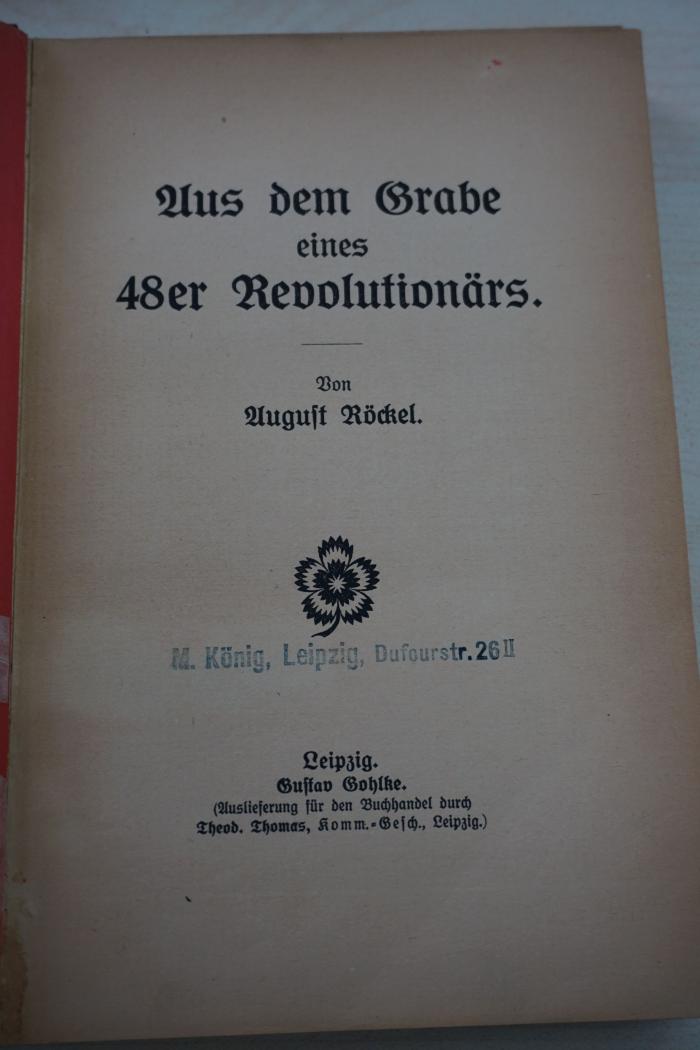 Aus dem Grabe
eines
48er Revolutionärs.
Von
August Röckel.
M. König, Leipzig, Dufourstr. 26 II
Leipzig.
Gustav Gohlke.
(Auslieferung für den Buchhandel durch
Theod. Thomas, Komm.-Gesch., Leipzig.)